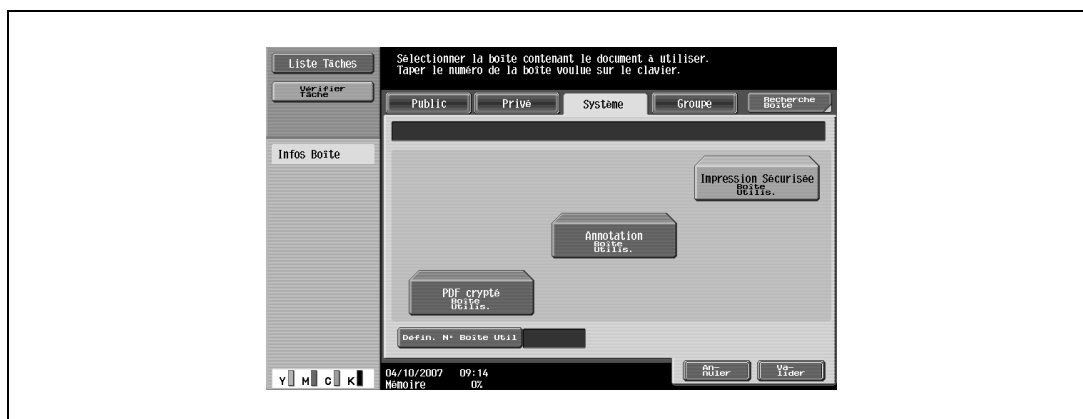 Liste Tâches
Vérifier
Tâche
Sélectionner la boîte contenant le document à utiliser.
Taper le numéro de la boîte voulue sur le clavier.
Public
Privé
Système
Groupe
Recherche
Boîte
Infos Boîte
Impression Sécurisée
Boîte
Utilis.
Annotation
Boîte
Utilis.
PDF crypté
Boîte
Utilis.
Défin. N° Boîte Util
Y M C K
04/10/2007 09:14
Mémoire 0%
An-
nuler
Va-
lider